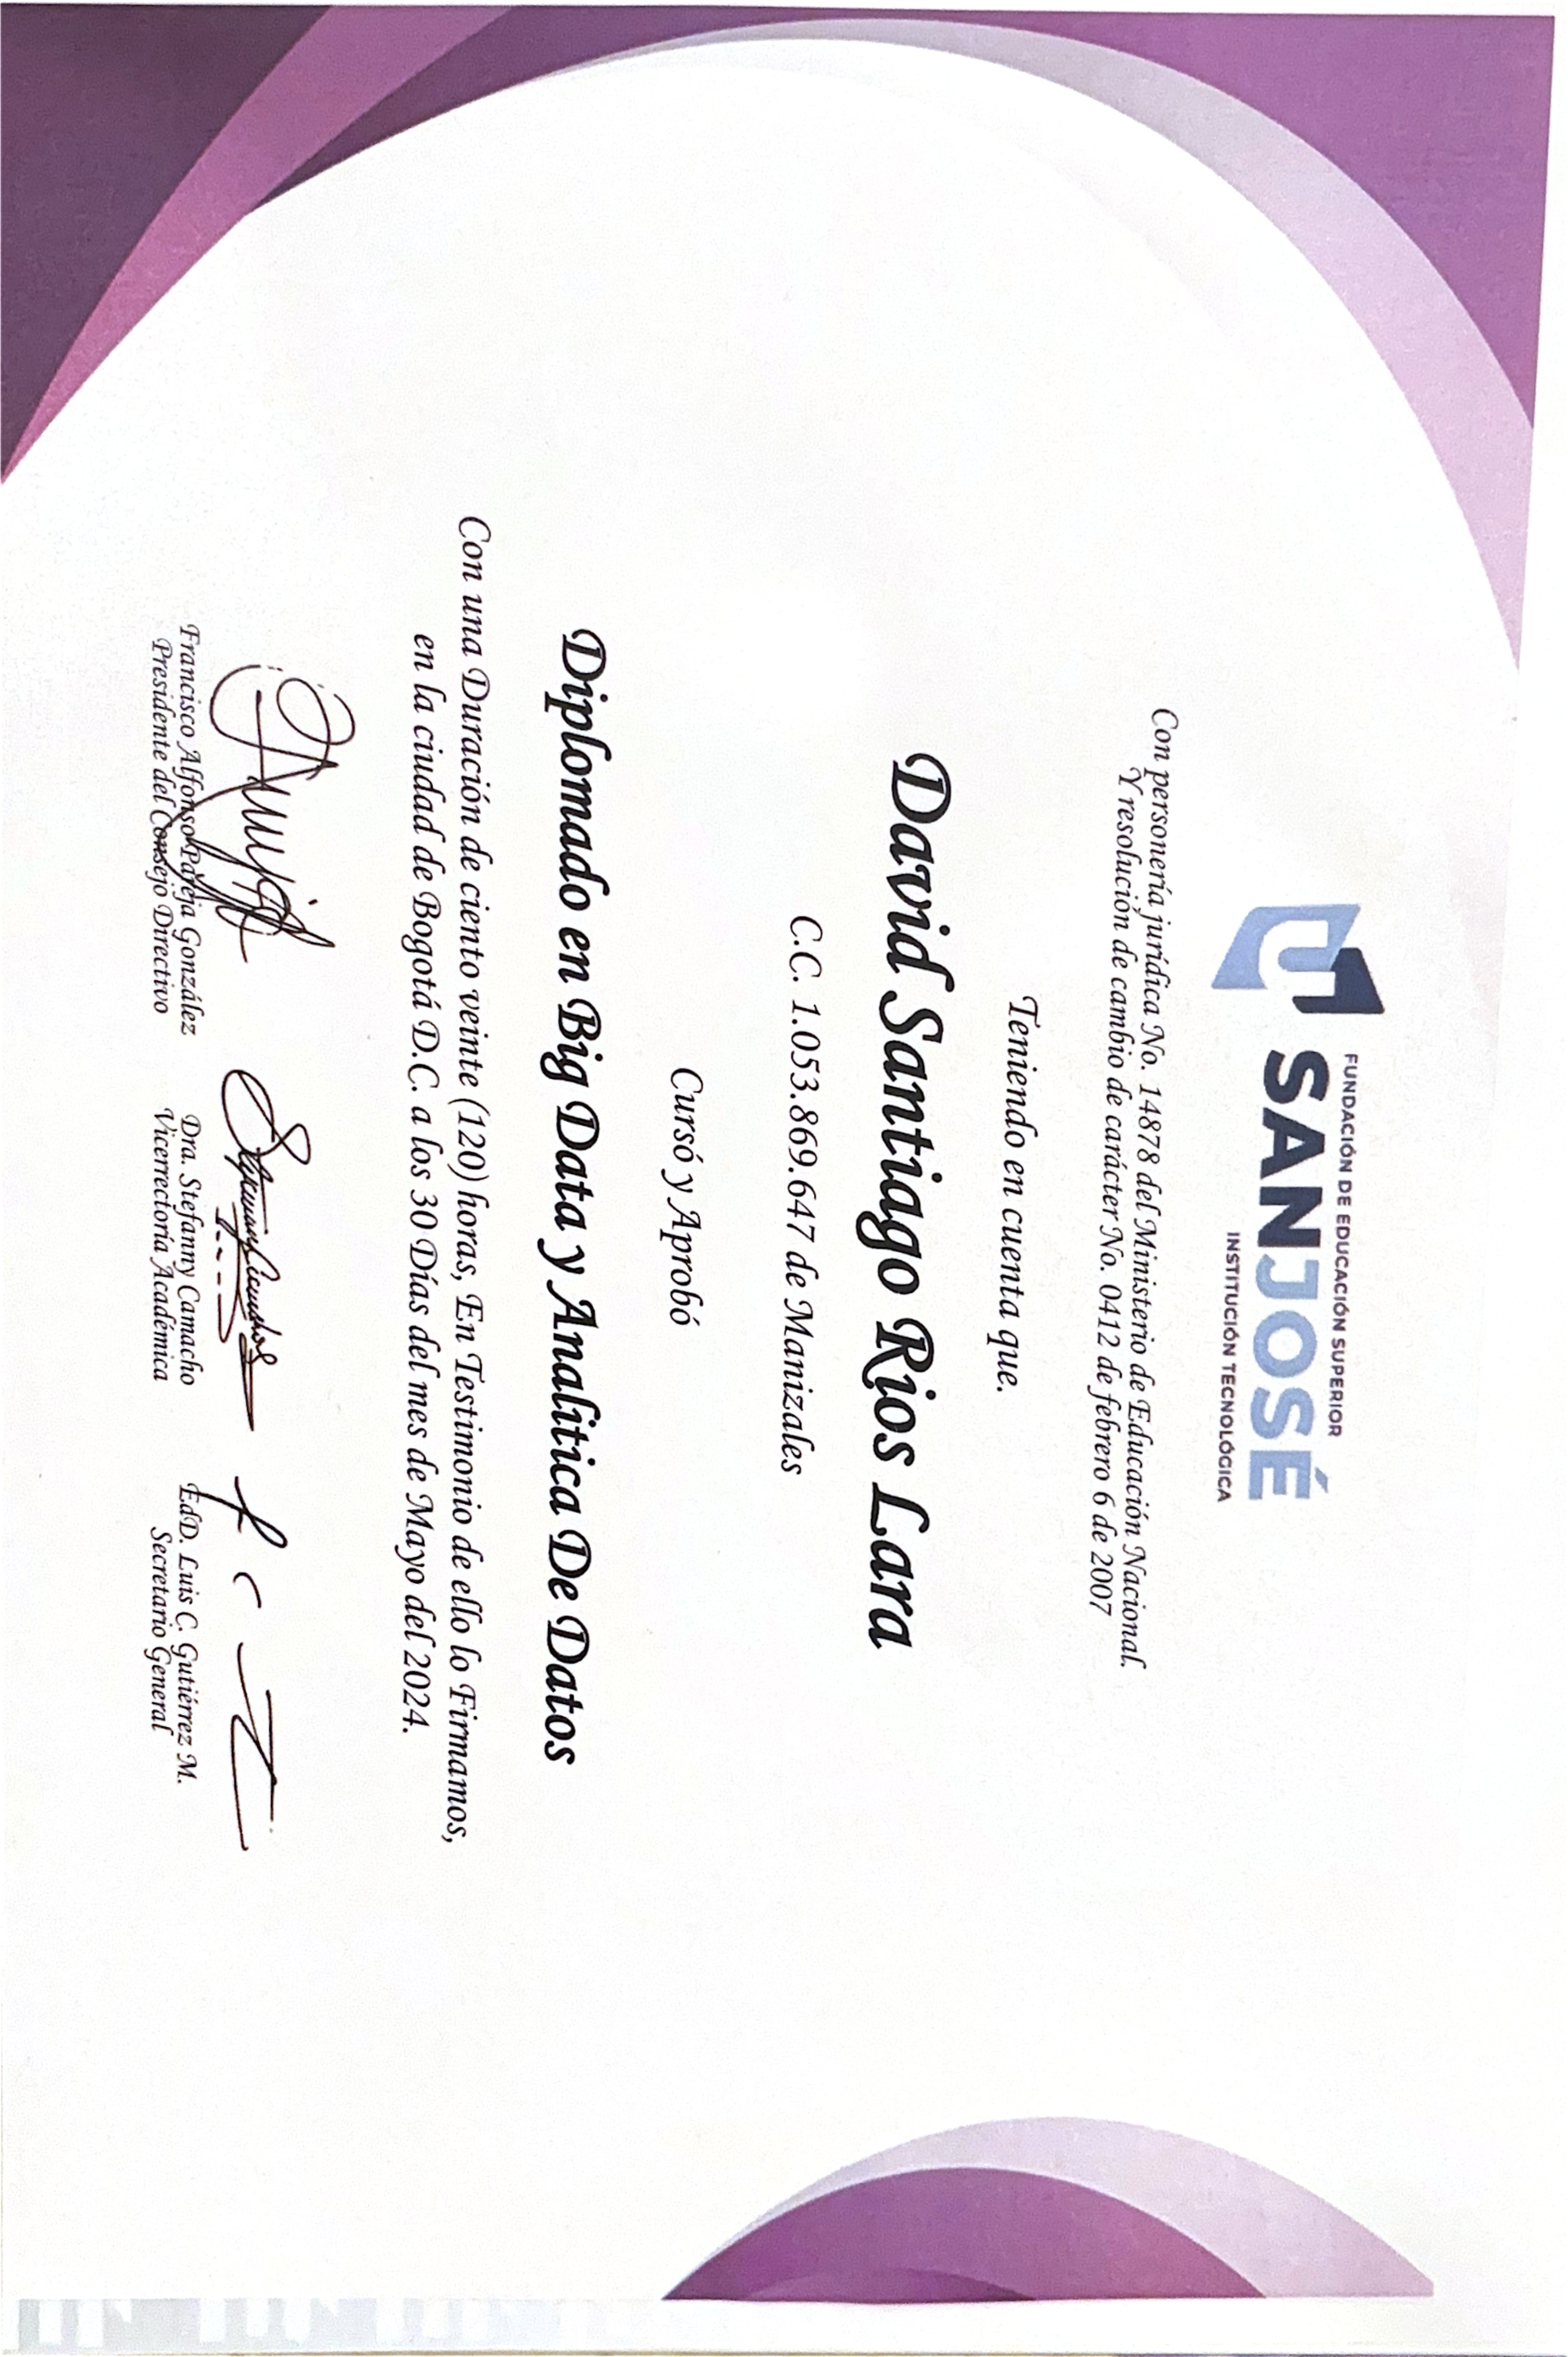 FUNDACIÓN DE EDUCACIÓN SUPERIOR
SANJOSÉ
INSTITUCIÓN TECNOLÓGICA
Con personería jurídica No. 14878 del Ministerio de Educación Nacional.
Y resolución de cambio de carácter No. 0412 de febrero 6 de 2007
Teniendo en cuenta que.
David Santiago Rios Lara
C.C. 1.053.869.647 de Manizales
Cursó y Aprobó
Diplomado en Big Data y Analitica De Datos
Con una Duración de ciento veinte (120) horas, En Testimonio de ello lo Firmamos,
en la ciudad de Bogotá D.C. a los 30 Días del mes de Mayo del 2024.
Francisco Alfonso Pareja González
Presidente del Consejo Directivo
Dra. Stefanny Camacho
Vicerrectoría Académica
EdD. Luis C. Gutiérrez M.
Secretario General